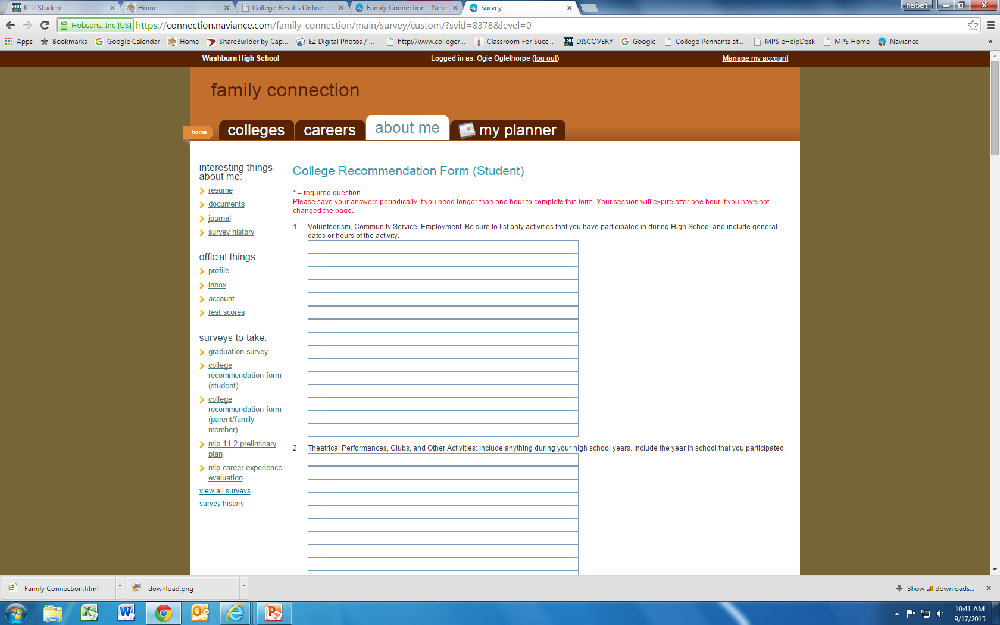 K12 Student
Home
College Results Online
Family Connection - News
Survey
herbert
Hobsons, Inc [US]
https://connection.naviance.com/family-connection/main/survey/custom/?svid=8378&level=0
Apps
Bookmarks
Google Calendar
Home
ShareBuilder by Cap...
EZ Digital Photos / ...
http://www.colleger...
Classroom For Succ...
DISCOVERY
Google
College Pennants at...
MPS eHelpDesk
MPS Home
Naviance
»
Washburn High School
Logged in as: Ogie Oglethorpe (log out)
Manage my account
family connection
home
colleges
careers
about me
my planner
interesting things
about me:
resume
documents
journal
survey history
official things:
profile
inbox
account
test scores
surveys to take:
graduation survey
college
recommendation form
(student)
college
recommendation form
(parent/family
member)
mlp 11.2 preliminary
plan
mlp career experience
evaluation
view all surveys
survey history
College Recommendation Form (Student)
* = required question
Please save your answers periodically if you need longer than one hour to complete this form. Your session will expire after one hour if you have not
changed the page.
1. Volunteerism, Community Service, Employment: Be sure to list only activities that you have participated in during High School and include general
dates or hours of the activity.
2. Theatrical Performances, Clubs, and Other Activities: Include anything during your high school years. Include the year in school that you participated.
Family Connection.html
download.png
Show all downloads...
10:41 AM
9/17/2015